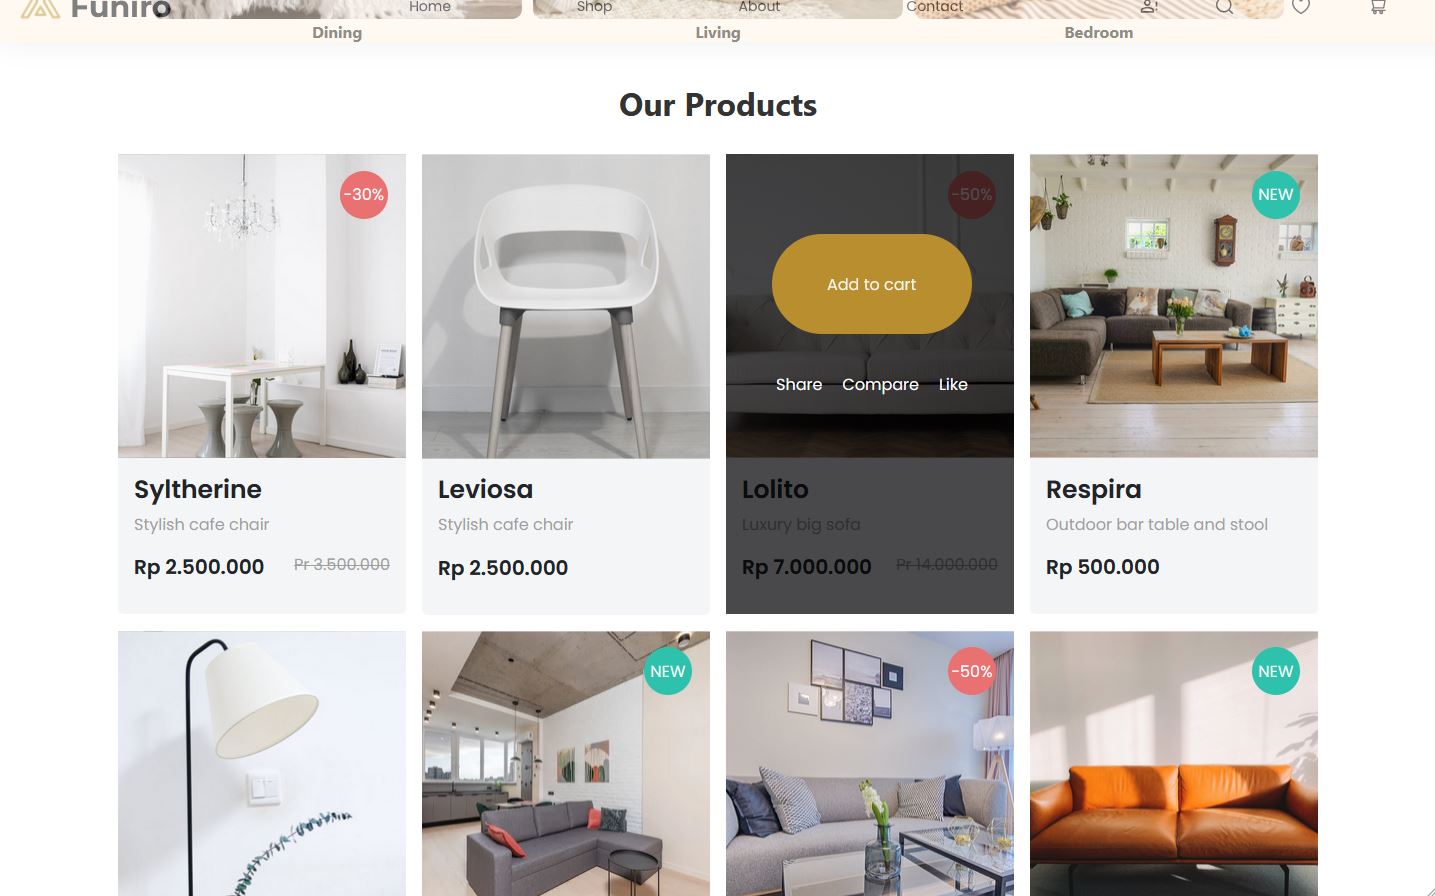 Funiro
Home
Shop
About
Contact
Dining
Living
Bedroom
Our Products
-30%
-50%
NEW
Add to cart
Share
Compare
Like
Syltherine
Leviosa
Lolito
Respira
Stylish cafe chair
Stylish cafe chair
Luxury big sofa
Outdoor bar table and stool
Rp 2.500.000
Pr 3.500.000
Rp 2.500.000
Rp 7.000.000
Pr 14.000.000
Rp 500.000
NEW
-50%
NEW